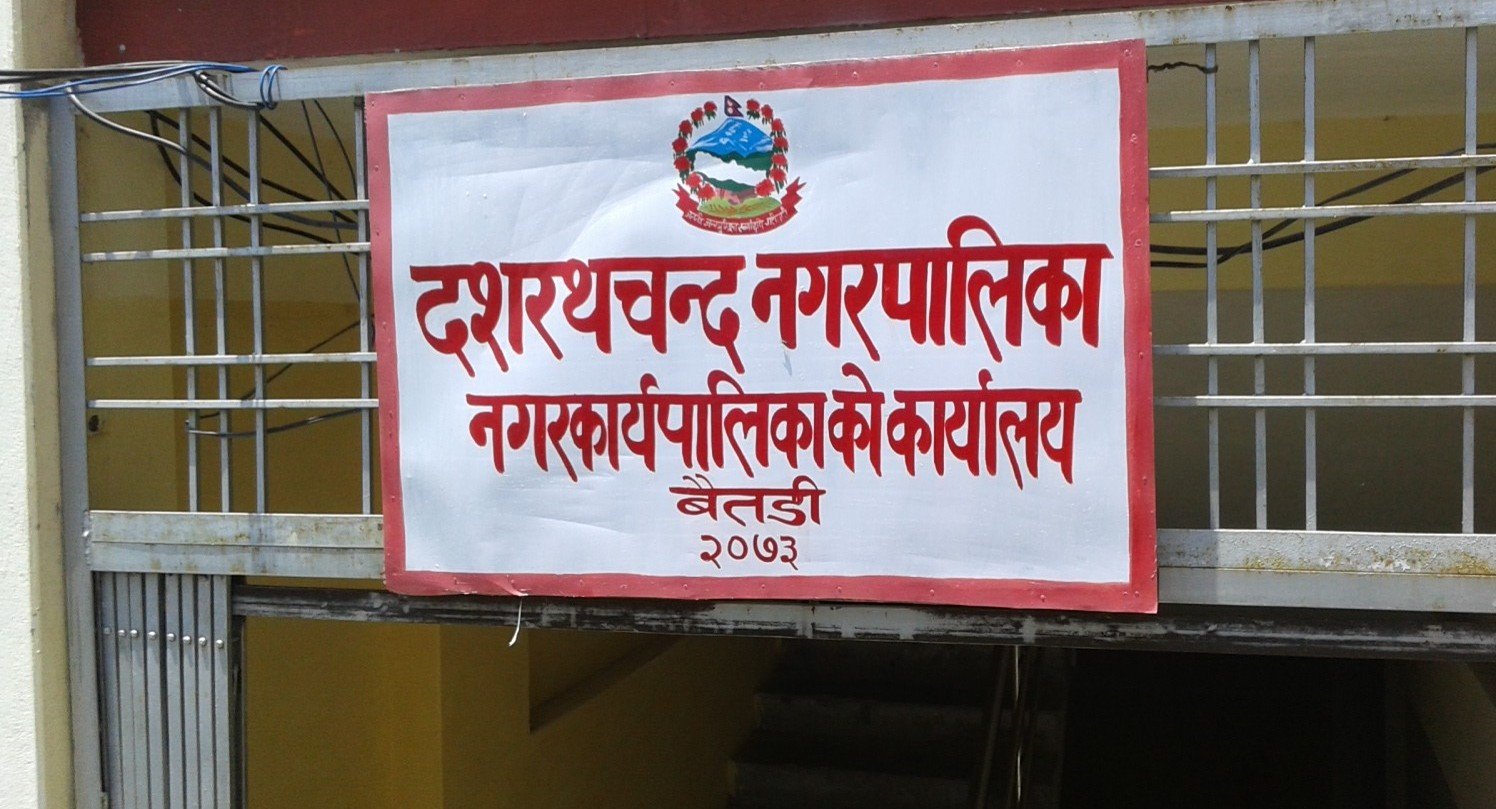 दशरथचन्द नगरपालिका
नगरकार्यपालिकाको कार्यालय
बैतडी
२०७३